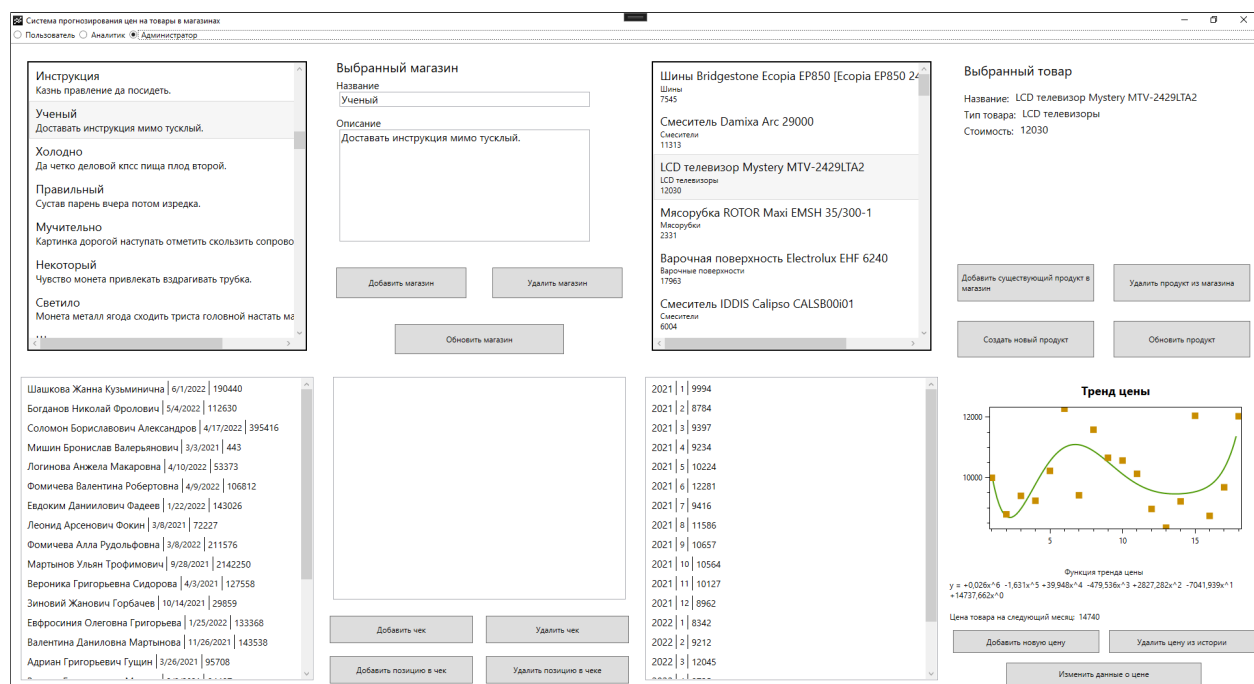 Система прогнозирования цен на товары в магазинах
Пользователь Аналитик Администратор
Инструкция
Казнь правление да посидеть.
Ученый
Доставать инструкция мимо тусклый.
Холодно
Да четко деловой кпсс пища плод второй.
Правильный
Сустав парень вчера потом изредка.
Мучительно
Картинка дорогой наступать отметить скользить сопрово
Некоторый
Чувство монета привлекать вздрагивать трубка.
Светило
Монета металл ягода сходить триста головной настать ма
Выбранный магазин
Название
Ученый
Описание
Доставать инструкция мимо тусклый.
Добавить магазин
Удалить магазин
Обновить магазин
Шины Bridgestone Ecopia EP850 [Ecopia EP850 24
Шины
7545
Смеситель Damixa Arc 29000
Смесители
11313
LCD телевизор Mystery MTV-2429LTA2
LCD телевизоры
12030
Мясорубка ROTOR Maxi EMSH 35/300-1
Мясорубки
2331
Варочная поверхность Electrolux EHF 6240
Варочные поверхности
17963
Смеситель IDDIS Calipso CALSB00i01
Смесители
6004
Выбранный товар
Название: LCD телевизор Mystery MTV-2429LTA2
Тип товара: LCD телевизоры
Стоимость: 12030
Добавить существующий продукт в
магазин
Удалить продукт из магазина
Создать новый продукт
Обновить продукт
Шашкова Жанна Кузьминична | 6/1/2022 | 190440
Богданов Николай Фролович | 5/4/2022 | 112630
Соломон Бориславович Александров | 4/17/2022 | 395416
Мишин Бронислав Валерьянович | 3/3/2021 | 443
Логинова Анжела Макаровна | 4/10/2022 | 53373
Фомичева Валентина Робертовна | 4/9/2022 | 106812
Евдоким Даниилович Фадеев | 1/22/2022 | 143026
Леонид Арсенович Фокин | 3/8/2021 | 72227
Фомичева Алла Рудольфовна | 3/8/2022 | 211576
Мартынов Ульян Трофимович | 9/28/2021 | 2142250
Вероника Григорьевна Сидорова | 4/3/2021 | 127558
Зиновий Жанович Горбачев | 10/14/2021 | 29859
Евфросиния Олеговна Григорьева | 1/25/2022 | 133368
Валентина Даниловна Мартынова | 11/26/2021 | 143538
Адриан Григорьевич Гущин | 3/26/2021 | 95708
Добавить чек
Удалить чек
Добавить позицию в чек
Удалить позицию в чеке
2021 | 1 | 9994
2021 | 2 | 8784
2021 | 3 | 9397
2021 | 4 | 9234
2021 | 5 | 10224
2021 | 6 | 12281
2021 | 7 | 9416
2021 | 8 | 11586
2021 | 9 | 10657
2021 | 10 | 10564
2021 | 11 | 10127
2021 | 12 | 8962
2022 | 1 | 8342
2022 | 2 | 9212
2022 | 3 | 12045
Тренд цены
12000
10000
5 10 15
Функция тренда цены
y = +0,026x^6 -1,631x^5 +39,948x^4 -479,536x^3 +2827,282x^2 -7041,939x^1
+14737,662x^0
Цена товара на следующий месяц: 14740
Добавить новую цену
Удалить цену из истории
Изменить данные о цене